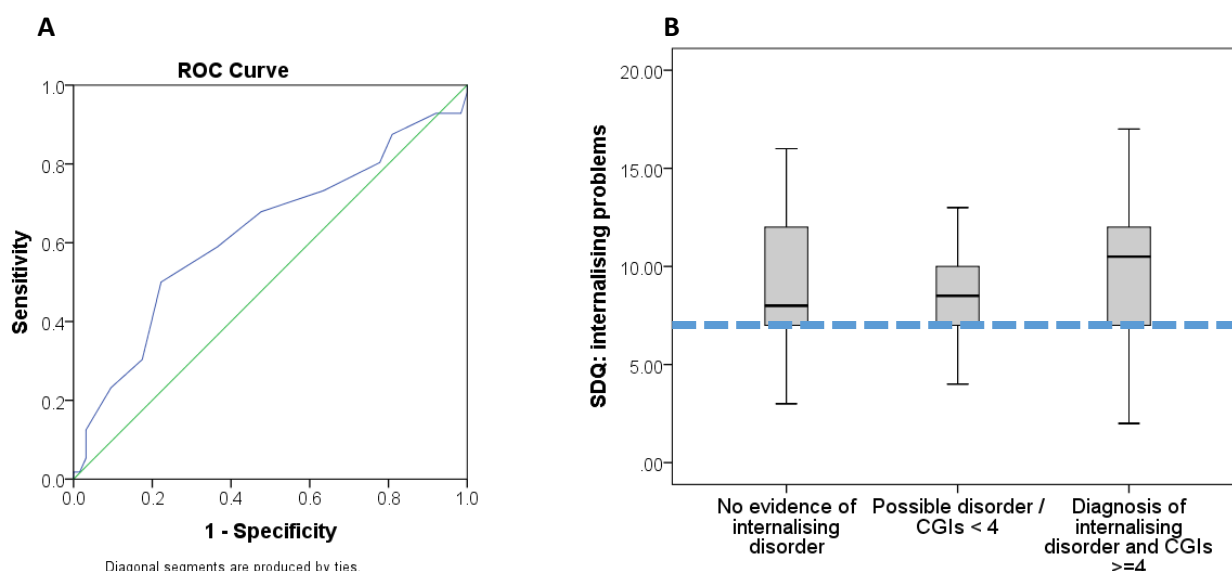 A
ROC Curve
1.0
0.8
0.6
0.4
0.2
0.0
Sensitivity
0.0 0.2 0.4 0.6 0.8 1.0
1 - Specificity
Diagonal segments are produced by ties.
B
20.00
15.00
10.00
5.00
.00
SDQ: internalising problems
No evidence of
internalising
disorder
Possible disorder /
CGIs < 4
Diagnosis of
internalising
disorder and CGIs
>=4